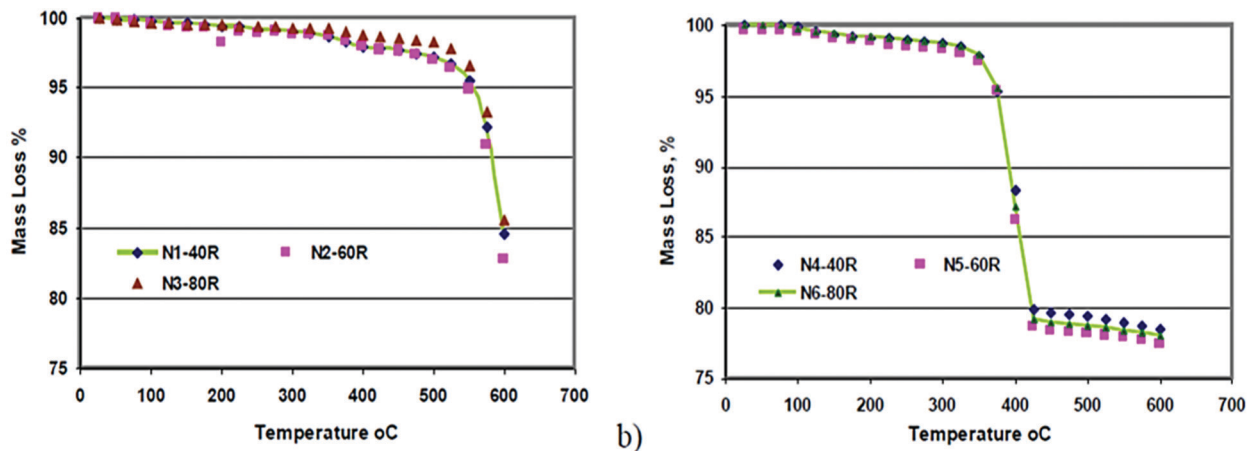 100
95
90
85
80
75
Mass Loss %
N1-40R
N2-60R
N3-80R
0 100 200 300 400 500 600 700
Temperature oC
b)
100
95
90
85
80
75
Mass Loss, %
N4-40R
N5-60R
N6-80R
0 100 200 300 400 500 600 700
Temperature oC